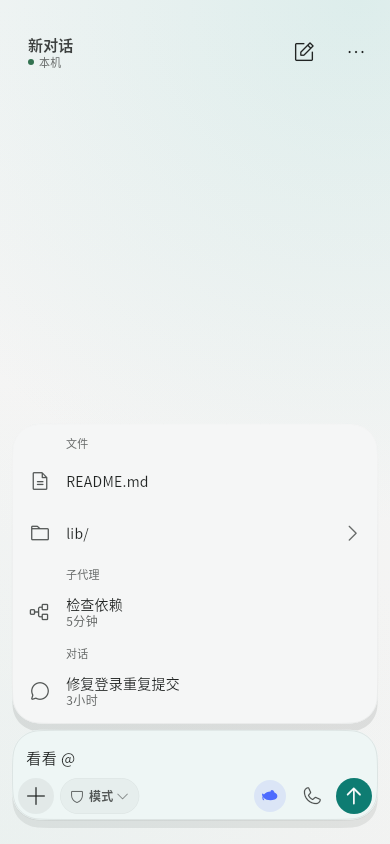 新对话
本机
文件
README.md
lib/
子代理
检查依赖
5分钟
对话
修复登录重复提交
3小时
看看 @
模式